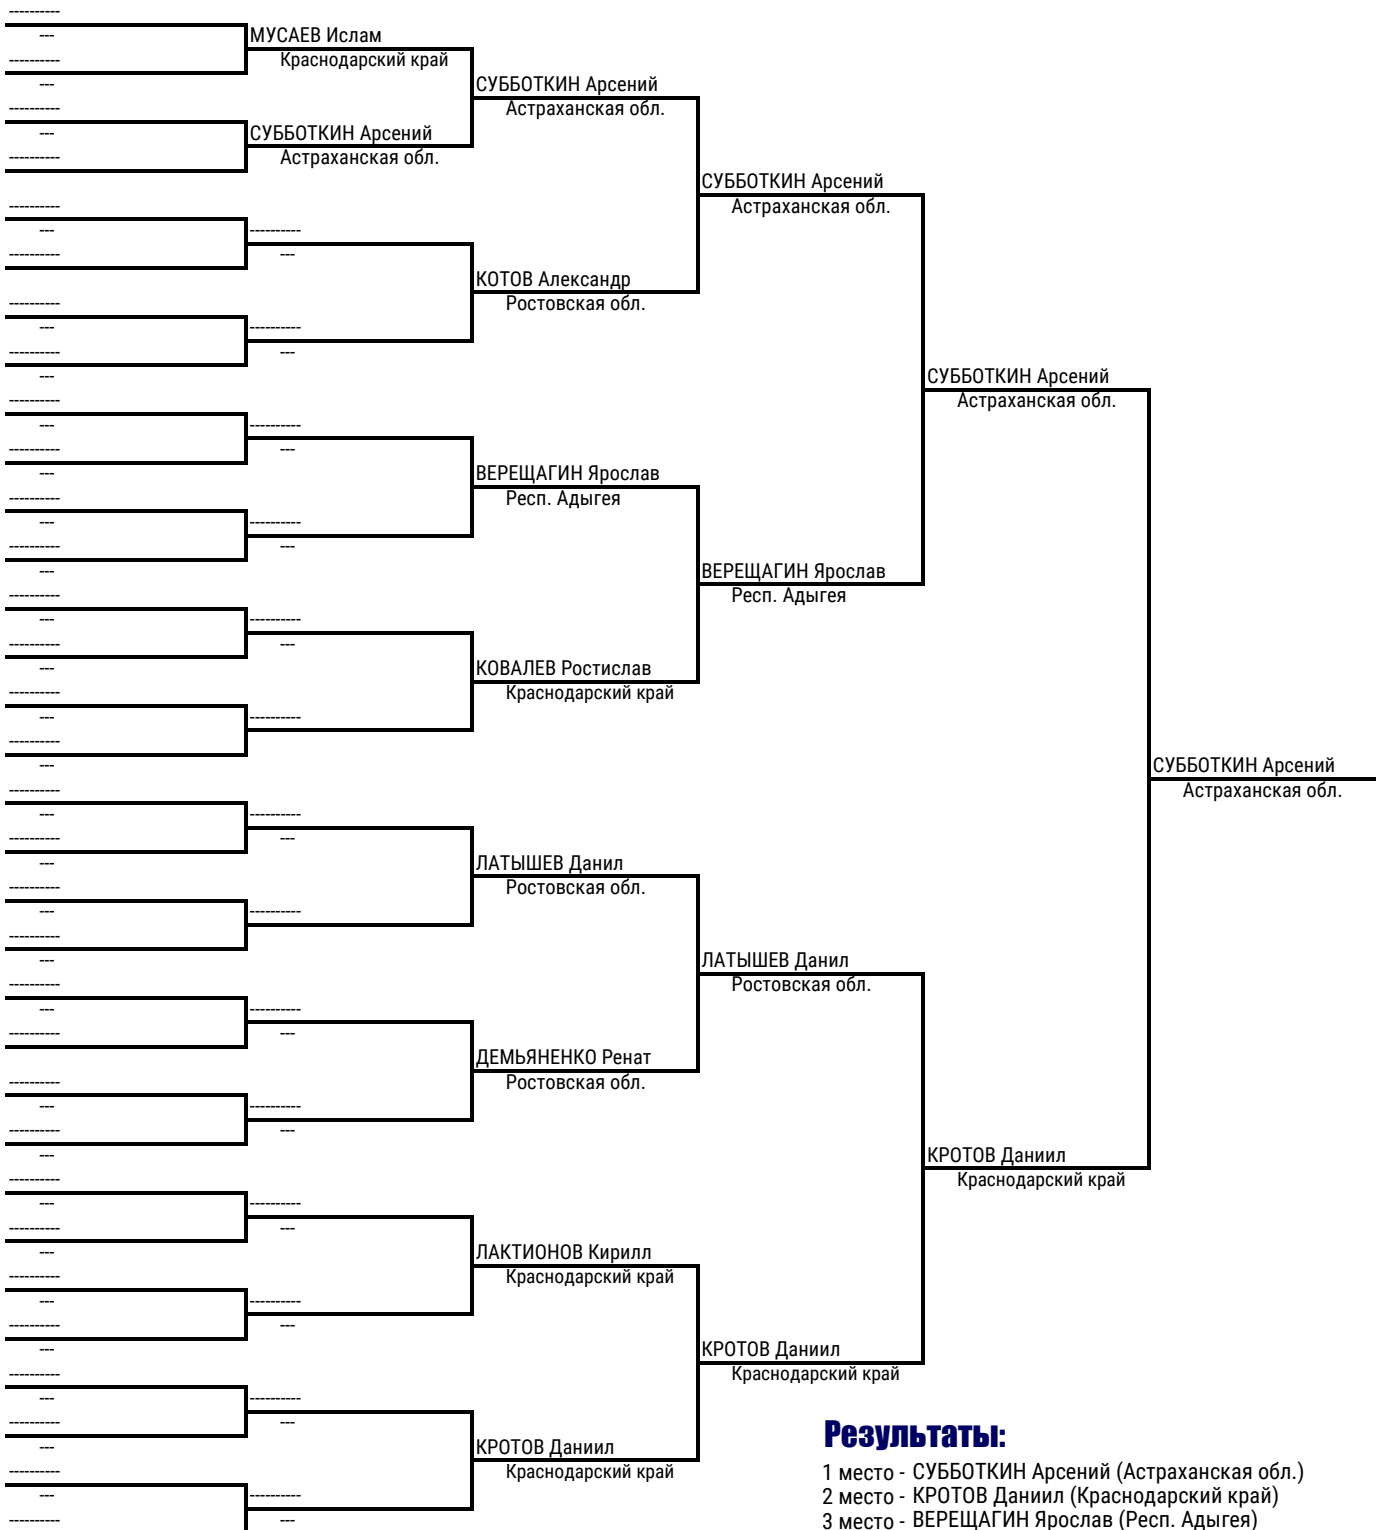 ----------
---
МУСАЕВ Ислам
Краснодарский край
----------
---
СУББОТКИН Арсений
Астраханская обл.
----------
---
СУББОТКИН Арсений
Астраханская обл.
----------
СУББОТКИН Арсений
Астраханская обл.
----------
---
----------
---
----------
КОТОВ Александр
Ростовская обл.
----------
---
----------
---
----------
---
СУББОТКИН Арсений
Астраханская обл.
----------
---
----------
---
----------
---
ВЕРЕЩАГИН Ярослав
Респ. Адыгея
----------
---
----------
---
----------
---
ВЕРЕЩАГИН Ярослав
Респ. Адыгея
----------
---
----------
---
----------
---
КОВАЛЕВ Ростислав
Краснодарский край
----------
---
----------
----------
---
СУББОТКИН Арсений
Астраханская обл.
----------
---
----------
---
----------
---
ЛАТЫШЕВ Данил
Ростовская обл.
----------
---
----------
----------
---
ЛАТЫШЕВ Данил
Ростовская обл.
----------
---
----------
---
----------
ДЕМЬЯНЕНКО Ренат
Ростовская обл.
----------
---
----------
---
----------
---
КРОТОВ Даниил
Краснодарский край
----------
---
----------
---
----------
---
ЛАКТИОНОВ Кирилл
Краснодарский край
----------
---
----------
---
----------
---
КРОТОВ Даниил
Краснодарский край
----------
---
----------
---
----------
---
КРОТОВ Даниил
Краснодарский край
----------
---
----------
---
----------
Результаты:
1 место - СУББОТКИН Арсений (Астраханская обл.)
2 место - КРОТОВ Даниил (Краснодарский край)
3 место - ВЕРЕЩАГИН Ярослав (Респ. Адыгея)